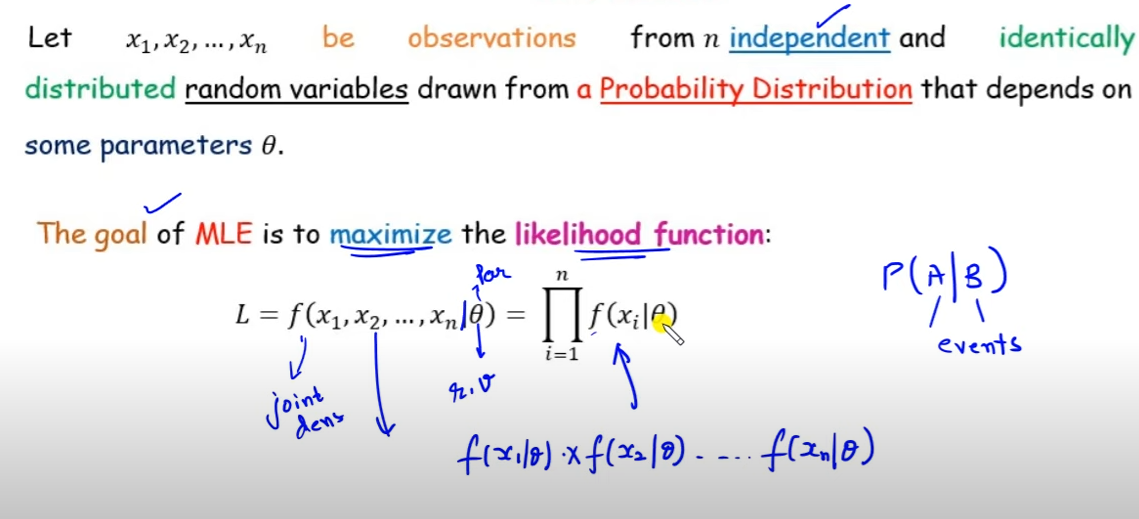 Let x₁, x₂, …, xₙ be observations from n independent and identically
distributed random variables drawn from a Probability Distribution that depends on
some parameters θ.
The goal of MLE is to maximize the likelihood function:
for
L = f(x₁, x₂, …, xₙ|θ) = ∏ᵢ₌₁ⁿ f(xᵢ|θ)
P(A|B)
events
joint
dens
r.v
f(x₁|θ) · x f(x₂|θ) - - ... f(xₙ|θ)